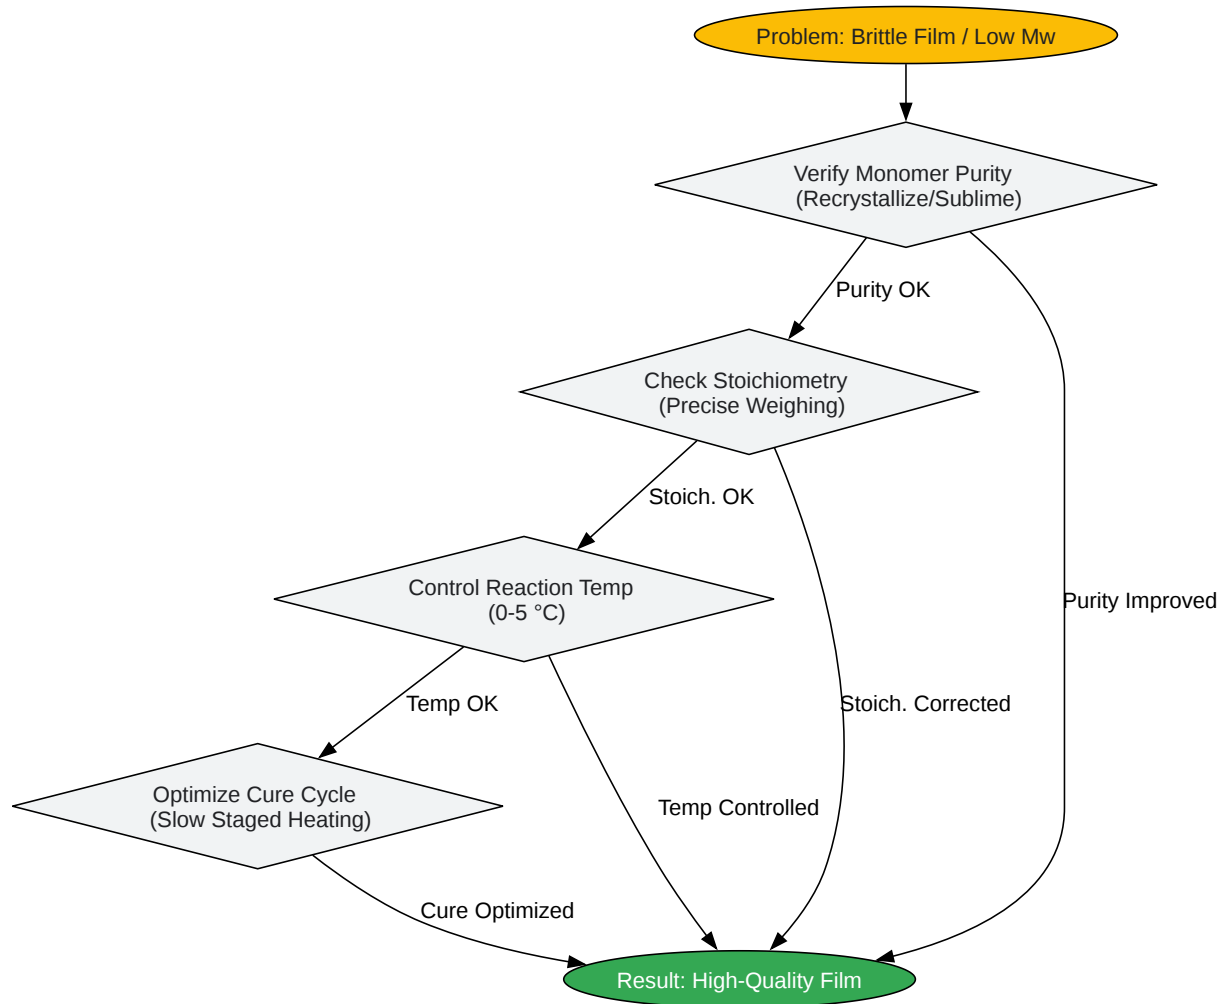 Problem: Brittle Film / Low Mw
Verify Monomer Purity
(Recrystallize/Sublime)
Purity OK
Check Stoichiometry
(Precise Weighing)
Stoich. OK
Control Reaction Temp
(0-5 °C)
Purity Improved
Temp OK
Stoich. Corrected
Optimize Cure Cycle
(Slow Staged Heating)
Temp Controlled
Cure Optimized
Result: High-Quality Film